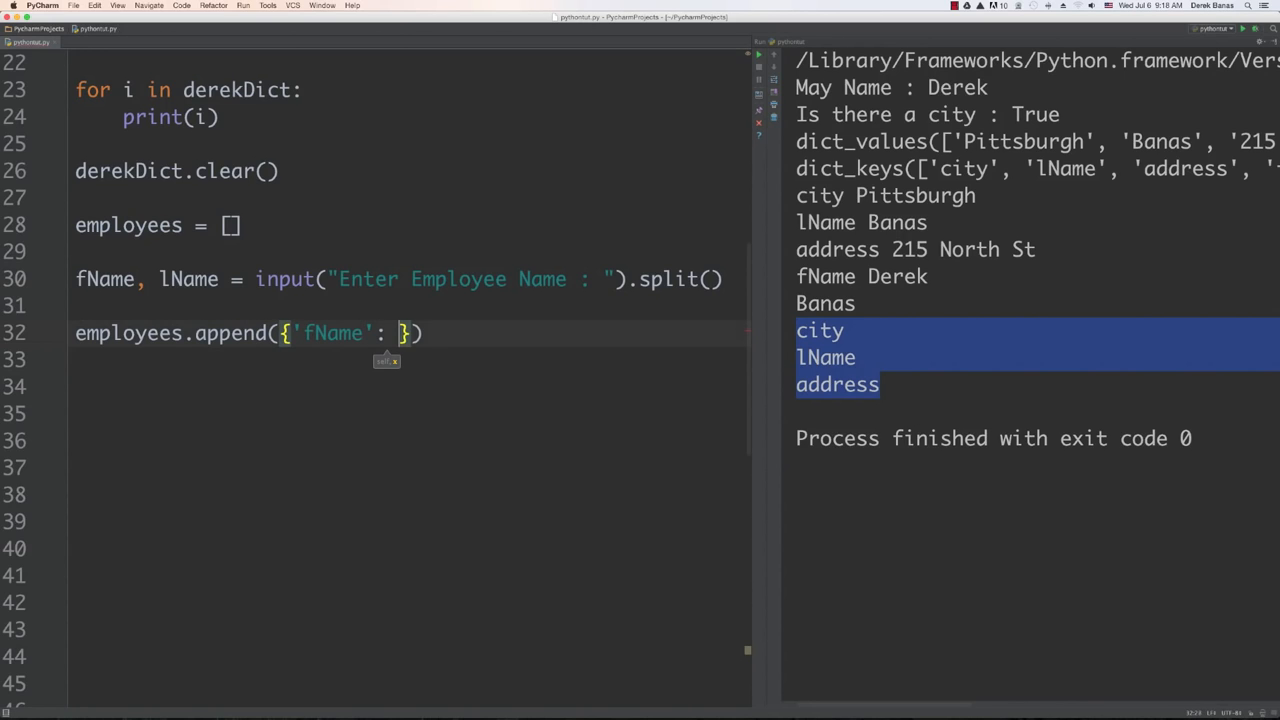 PyCharm File Edit View Navigate Code Refactor Run Tools VCS Window Help
10 Wed Jul 6 9:18 AM Derek Banas
pythontut.py - PycharmProjects - [~/PycharmProjects]
PycharmProjects pythontut.py pythontut
pythontut.py
Run pythontut
22
23 for i in derekDict:
24 print(i)
25
26 derekDict.clear()
27
28 employees = []
29
30 fName, lName = input("Enter Employee Name : ").split()
31
32 employees.append({'fName': })
self, x
33
34
35
36
37
38
39
40
41
42
43
44
45
46
/Library/Frameworks/Python.framework/Vers
May Name : Derek
Is there a city : True
dict_values(['Pittsburgh', 'Banas', '215
dict_keys(['city', 'lName', 'address', '
city Pittsburgh
lName Banas
address 215 North St
fName Derek
Banas
city
lName
address
Process finished with exit code 0